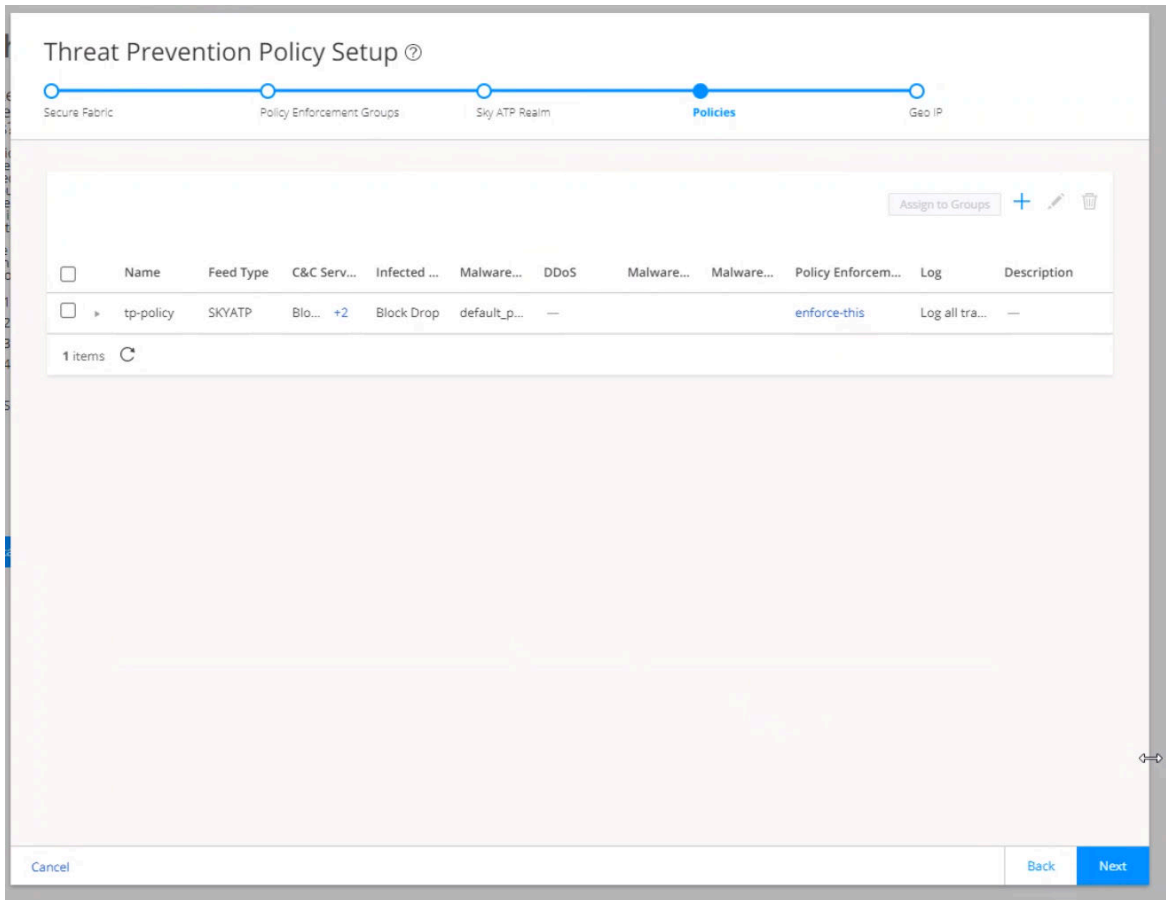 Threat Prevention Policy Setup ?
Secure Fabric Policy Enforcement Groups Sky ATP Realm Policies Geo IP
Assign to Groups
Name Feed Type C&C Serv... Infected ... Malware... DDoS Malware... Malware... Policy Enforcem... Log Description
tp-policy SKYATP Blo... +2 Block Drop default_p... — enforce-this Log all tra... —
1 items
Cancel Back Next